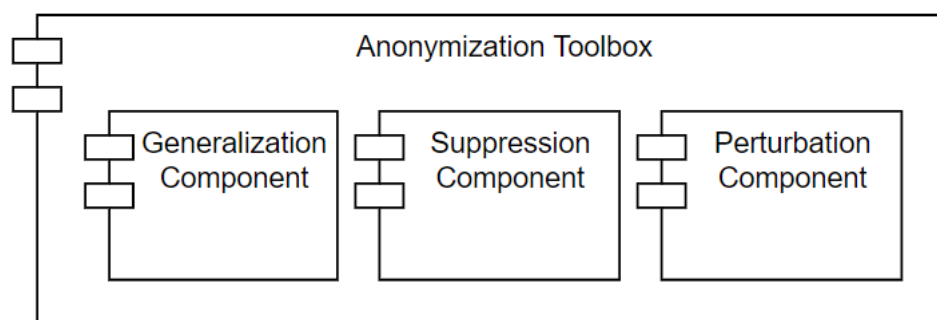 Anonymization Toolbox
Generalization
Component
Suppression
Component
Perturbation
Component